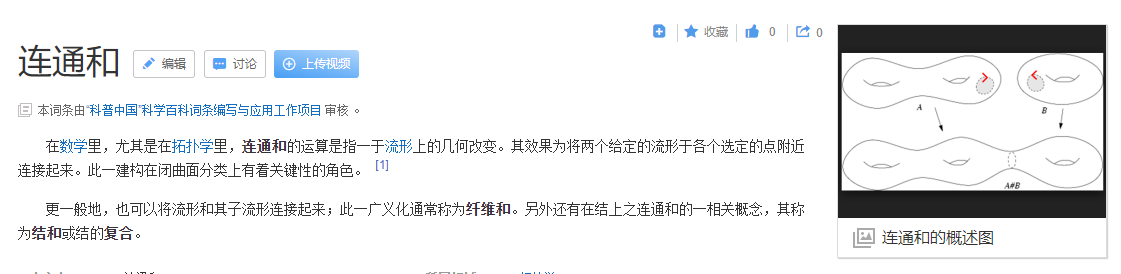 收藏 0 0
连通和 编辑 讨论 上传视频
本词条由“科普中国”科学百科词条编写与应用工作项目 审核 。
在数学里，尤其是在拓扑学里，连通和的运算是指一于流形上的几何改变。其效果为将两个给定的流形于各个选定的点附近
连接起来。此一建构在闭曲面分类上有着关键性的角色。 [1]
更一般地，也可以将流形和其子流形连接起来；此一广义化通常称为纤维和。另外还有在结上之连通和的一相关概念，其称
为结和或结的复合。
A
B
A#B
连通和的概述图